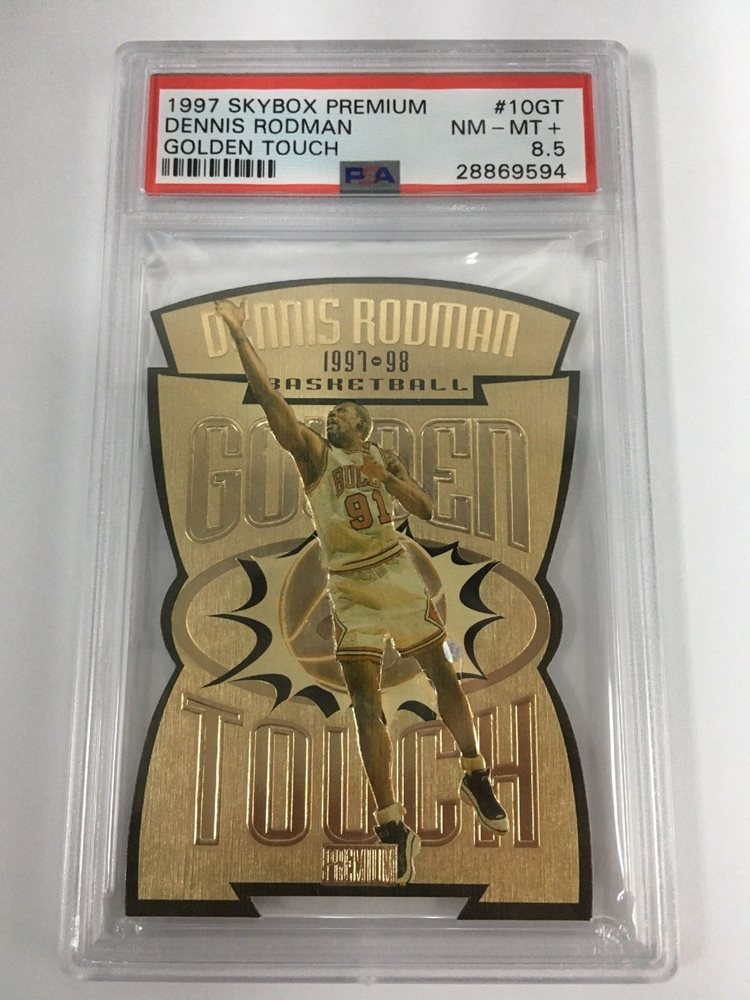 1997 SKYBOX PREMIUM #10GT
DENNIS RODMAN NM - MT +
GOLDEN TOUCH 8.5
PSA 28869594
DENNIS RODMAN
1997-98
BASKETBALL
GOLDEN
BULLS
91
TOUCH
PREMIUM